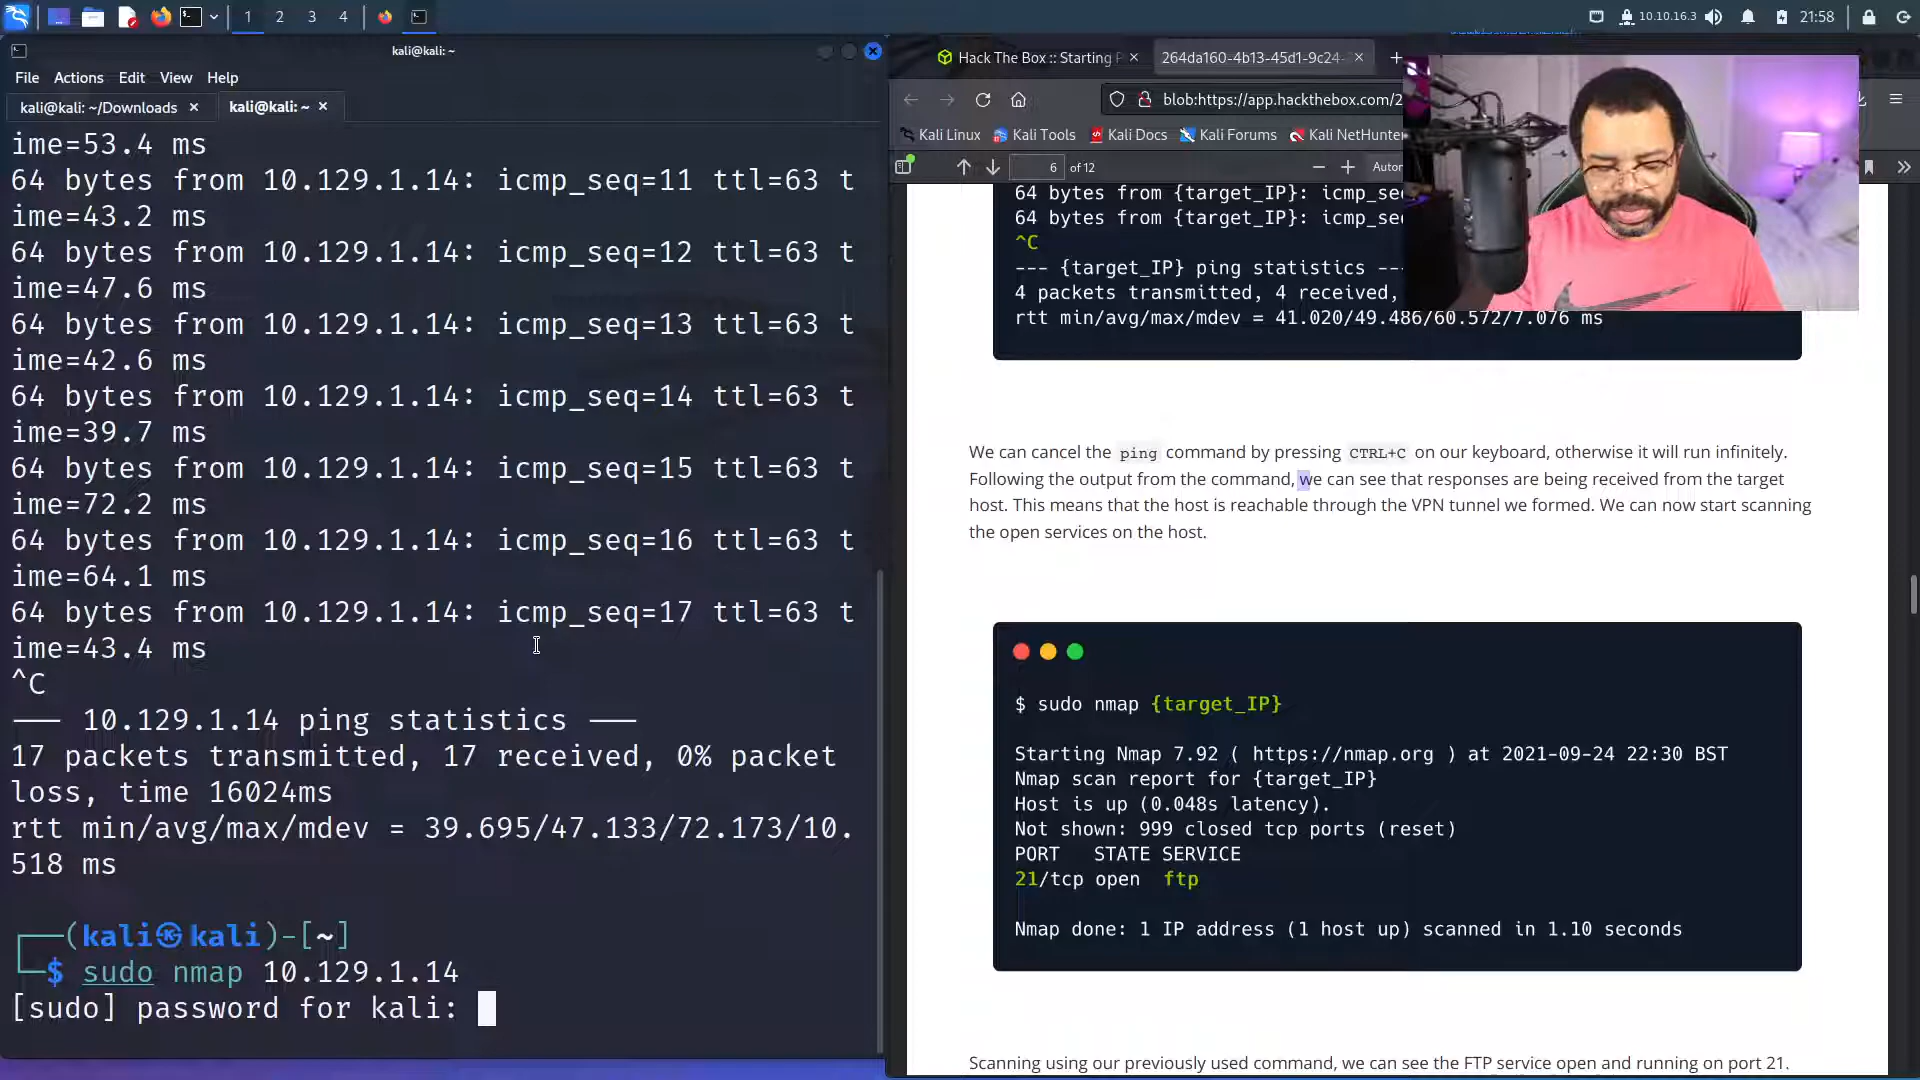 1 2 3 4
10.10.16.3
21:58
kali@kali: ~
File Actions Edit View Help
kali@kali: ~/Downloads
kali@kali: ~
ime=53.4 ms
64 bytes from 10.129.1.14: icmp_seq=11 ttl=63 t
ime=43.2 ms
64 bytes from 10.129.1.14: icmp_seq=12 ttl=63 t
ime=47.6 ms
64 bytes from 10.129.1.14: icmp_seq=13 ttl=63 t
ime=42.6 ms
64 bytes from 10.129.1.14: icmp_seq=14 ttl=63 t
ime=39.7 ms
64 bytes from 10.129.1.14: icmp_seq=15 ttl=63 t
ime=72.2 ms
64 bytes from 10.129.1.14: icmp_seq=16 ttl=63 t
ime=64.1 ms
64 bytes from 10.129.1.14: icmp_seq=17 ttl=63 t
ime=43.4 ms
^C
── 10.129.1.14 ping statistics ──
17 packets transmitted, 17 received, 0% packet
loss, time 16024ms
rtt min/avg/max/mdev = 39.695/47.133/72.173/10.
518 ms
┌──(kali㉿kali)-[~]
└─$ sudo nmap 10.129.1.14
[sudo] password for kali:
Hack The Box :: Starting P
264da160-4b13-45d1-9c24-
blob:https://app.hackthebox.com/2
Kali Linux Kali Tools Kali Docs Kali Forums Kali NetHunter
6 of 12
Auto
64 bytes from {target_IP}: icmp_se
64 bytes from {target_IP}: icmp_se
^C
--- {target_IP} ping statistics --
4 packets transmitted, 4 received,
rtt min/avg/max/mdev = 41.020/49.486/60.572/7.076 ms
We can cancel the ping command by pressing CTRL+C on our keyboard, otherwise it will run infinitely.
Following the output from the command, we can see that responses are being received from the target
host. This means that the host is reachable through the VPN tunnel we formed. We can now start scanning
the open services on the host.
$ sudo nmap {target_IP}
Starting Nmap 7.92 ( https://nmap.org ) at 2021-09-24 22:30 BST
Nmap scan report for {target_IP}
Host is up (0.048s latency).
Not shown: 999 closed tcp ports (reset)
PORT STATE SERVICE
21/tcp open ftp
Nmap done: 1 IP address (1 host up) scanned in 1.10 seconds
Scanning using our previously used command, we can see the FTP service open and running on port 21.